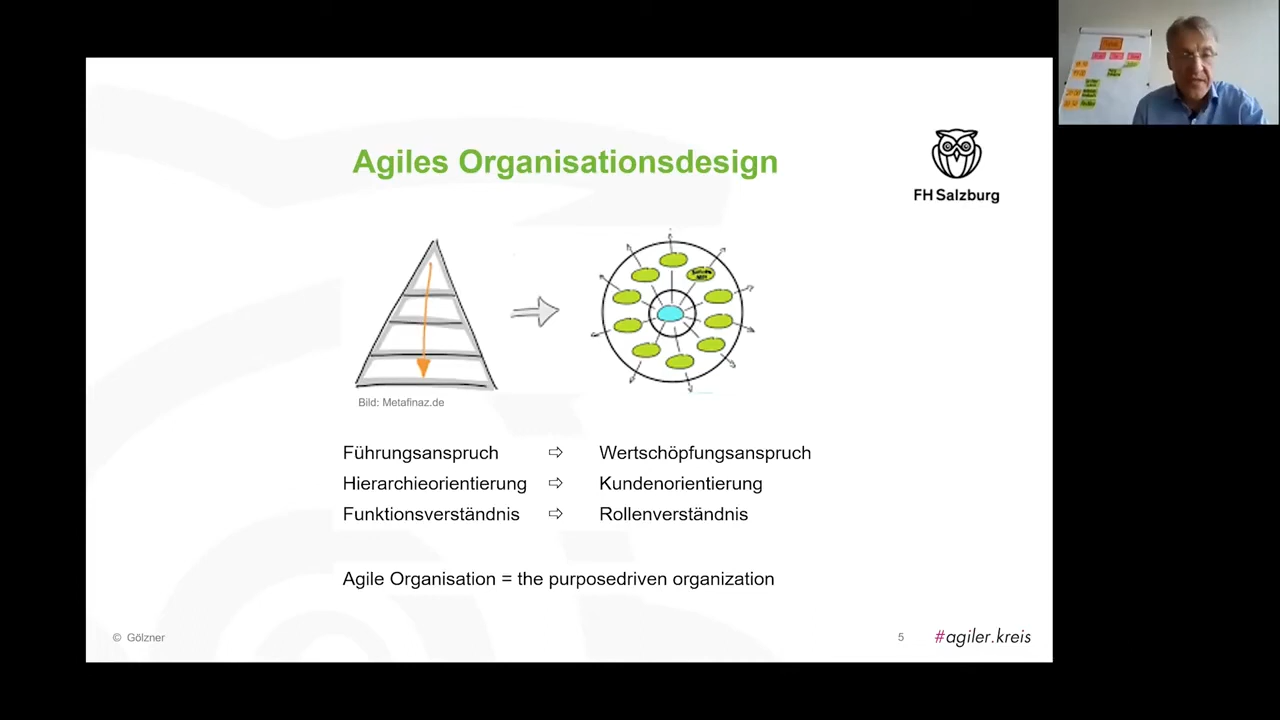 Agiles Organisationsdesign
FH Salzburg
Bild: Metafinaz.de
Führungsanspruch ⇨ Wertschöpfungsanspruch
Hierarchieorientierung ⇨ Kundenorientierung
Funktionsverständnis ⇨ Rollenverständnis
Agile Organisation = the purposedriven organization
© Gölzner
5
#agiler.kreis